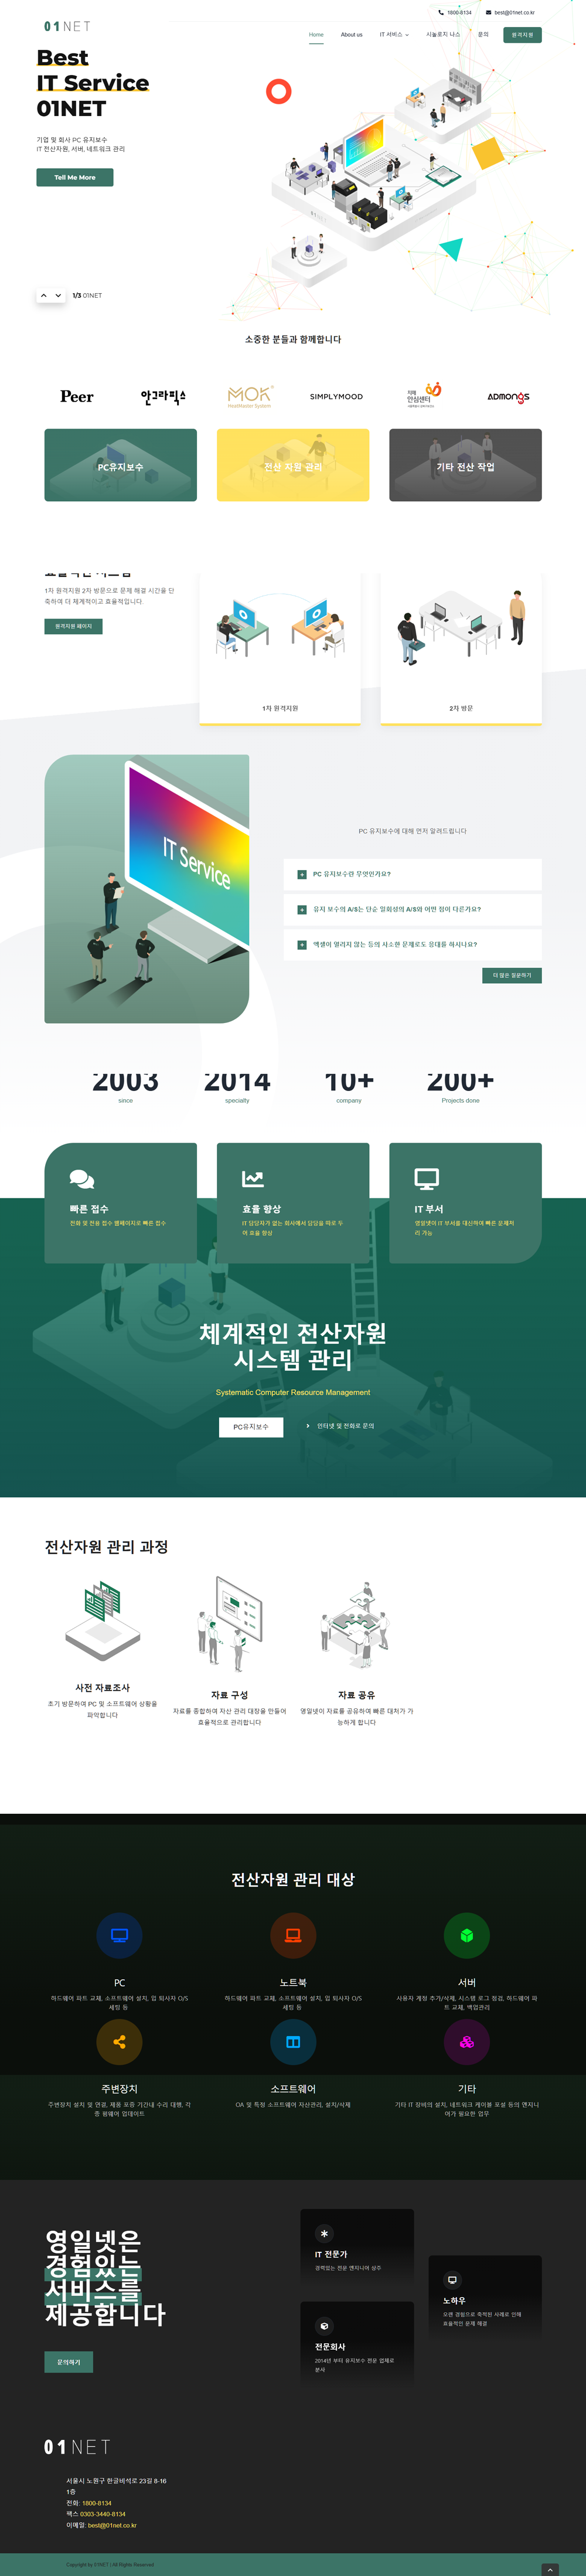 01NET
1800-8134
best@01net.co.kr
Home
About us
IT 서비스
시놀로지 나스
문의
원격지원
Best
IT Service
01NET
기업 및 회사 PC 유지보수
IT 전산자원, 서버, 네트워크 관리
Tell Me More
1/3 01NET
소중한 분들과 함께합니다
Peer
안그라픽스
MOK
HealMaster System
SIMPLYMOOD
치매
안심센터
ADMONGS
PC유지보수
전산 자원 관리
기타 전산 작업
1차 원격지원 2차 방문으로 문제 해결 시간을 단
축하여 더 체계적이고 효율적입니다.
원격지원 페이지
1차 원격지원
2차 방문
IT Service
PC 유지보수에 대해 먼저 알려드립니다
PC 유지보수란 무엇인가요?
유지 보수의 A/S는 단순 일회성의 A/S와 어떤 점이 다른가요?
엑셀이 열리지 않는 등의 사소한 문제로도 응대를 하시나요?
더 많은 질문하기
2003
2014
10+
200+
since
specialty
company
Projects done
빠른 접수
전화 및 전용 접수 웹페이지로 빠른 접수
효율 향상
IT 담당자가 없는 회사에서 담당을 따로 두
어 효율 향상
IT 부서
영일넷이 IT 부서를 대신하여 빠른 문제처
리 가능
체계적인 전산자원
시스템 관리
Systematic Computer Resource Management
PC유지보수
인터넷 및 전화로 문의
전산자원 관리 과정
사전 자료조사
초기 방문하여 PC 및 소프트웨어 상황을
파악합니다
자료 구성
자료를 종합하여 자산 관리 대장을 만들어
효율적으로 관리합니다
자료 공유
영일넷이 자료를 공유하여 빠른 대처가 가
능하게 합니다
전산자원 관리 대상
PC
하드웨어 파트 교체, 소프트웨어 설치, 입 퇴사자 O/S
세팅 등
노트북
하드웨어 파트 교체, 소프트웨어 설치, 입 퇴사자 O/S
세팅 등
서버
사용자 계정 추가/삭제, 시스템 로그 점검, 하드웨어 파
트 교체, 백업관리
주변장치
주변장치 설치 및 연결, 제품 보증 기간내 수리 대행, 각
종 펌웨어 업데이트
소프트웨어
OA 및 특정 소프트웨어 자산관리, 설치/삭제
기타
기타 IT 장비의 설치, 네트워크 케이블 포설 등의 엔지니
어가 필요한 업무
영일넷은
경험있는
서비스를
제공합니다
문의하기
IT 전문가
경력있는 전문 엔지니어 상주
노하우
오랜 경험으로 축적된 사례로 인해
효율적인 문제 해결
전문회사
2014년 부터 유지보수 전문 업체로
분사
01NET
서울시 노원구 한글비석로 23길 8-16
1층
전화: 1800-8134
팩스 0303-3440-8134
이메일: best@01net.co.kr
Copyright by 01NET | All Rights Reserved